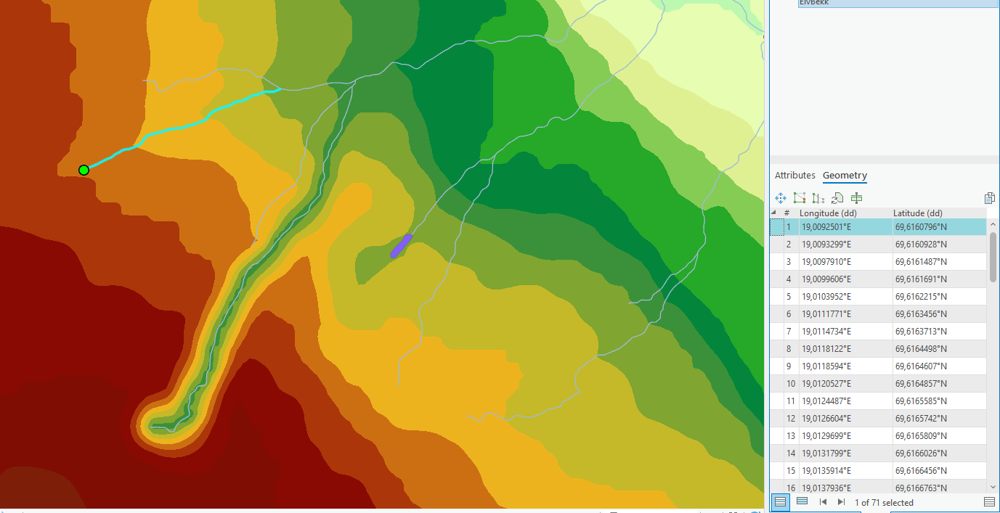 ElvBekk
Attributes Geometry
# Longitude (dd) Latitude (dd)
1 19,0092501°E 69,6160796°N
2 19,0093299°E 69,6160928°N
3 19,0097910°E 69,6161487°N
4 19,0099606°E 69,6161691°N
5 19,0103952°E 69,6162215°N
6 19,0111771°E 69,6163456°N
7 19,0114734°E 69,6163713°N
8 19,0118122°E 69,6164498°N
9 19,0118594°E 69,6164607°N
10 19,0120527°E 69,6164857°N
11 19,0124487°E 69,6165585°N
12 19,0126604°E 69,6165742°N
13 19,0129699°E 69,6165809°N
14 19,0131799°E 69,6166026°N
15 19,0135914°E 69,6166456°N
16 19,0137936°E 69,6166763°N
1 of 71 selected